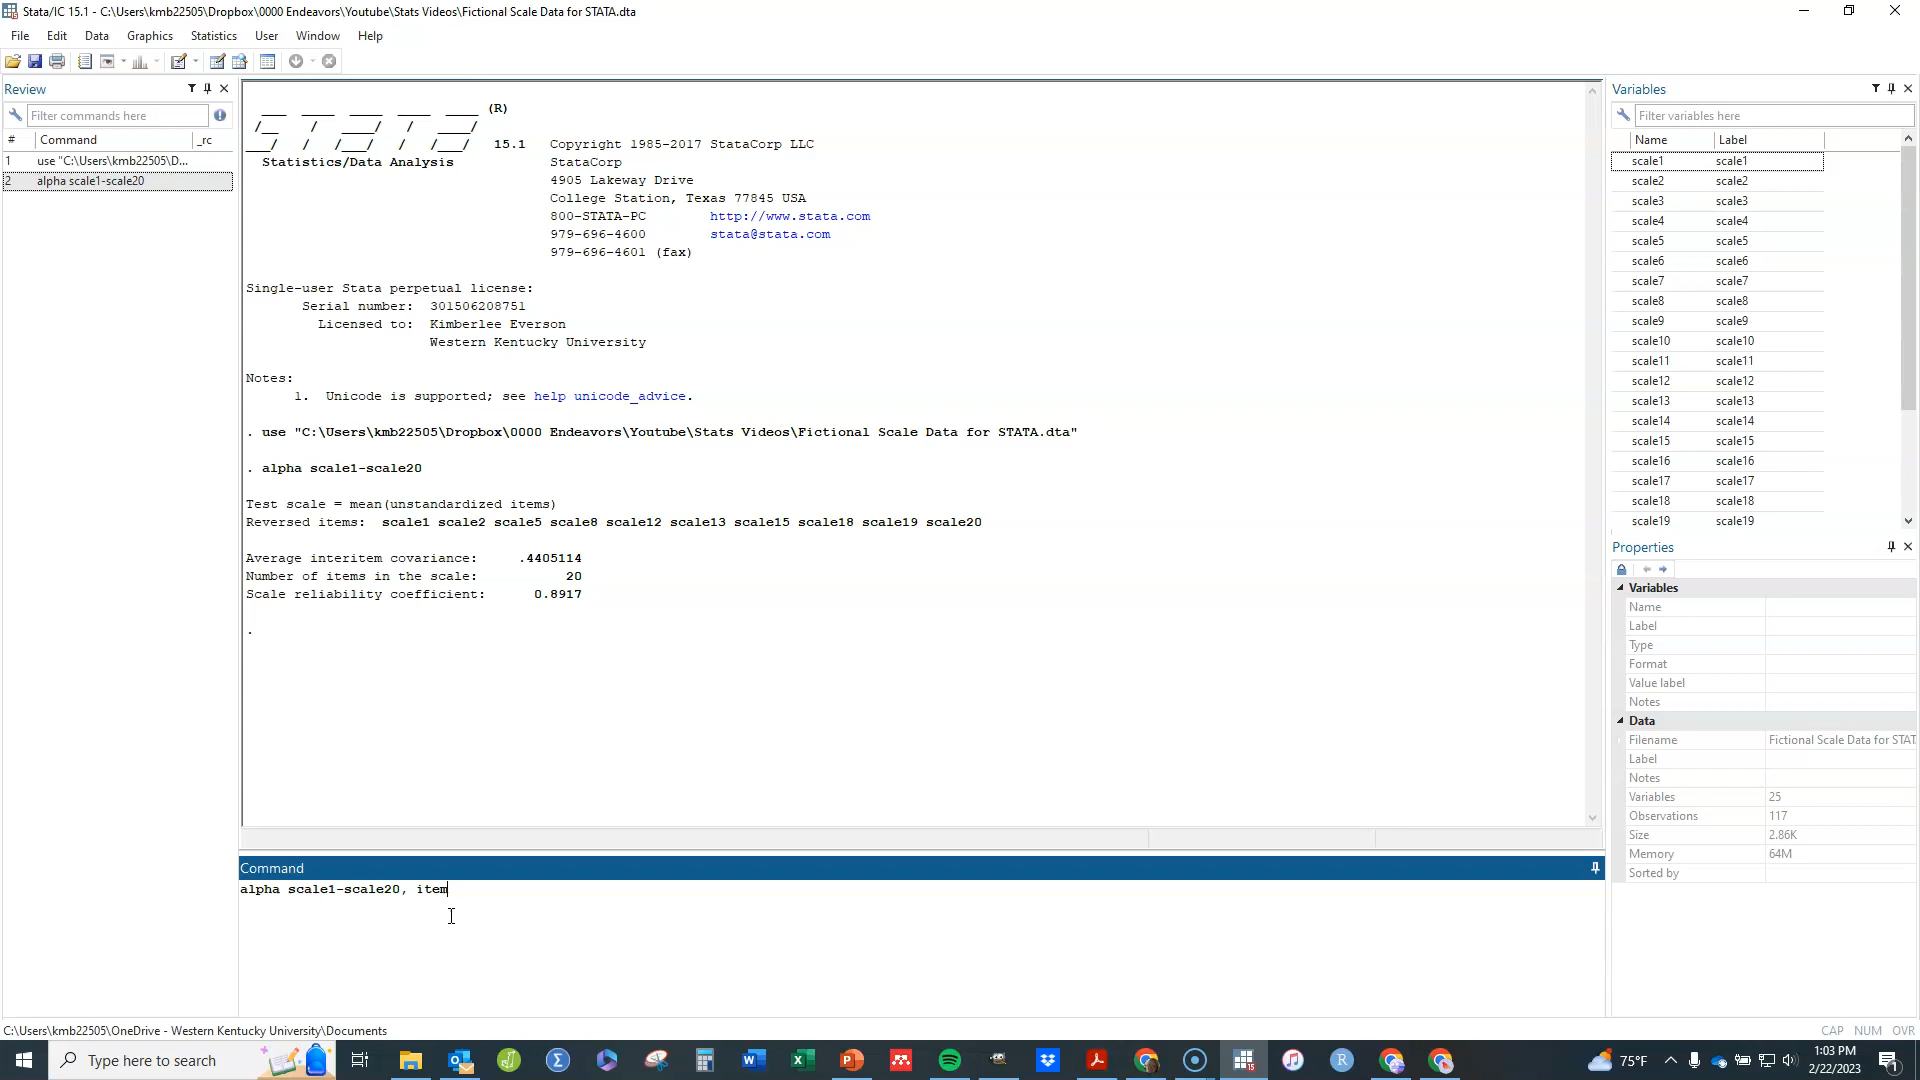 Stata/IC 15.1 - C:\Users\kmb22505\Dropbox\0000 Endeavors\Youtube\Stats Videos\Fictional Scale Data for STATA.dta
File Edit Data Graphics Statistics User Window Help
Review
Filter commands here
# Command _rc
1 use "C:\Users\kmb22505\D...
2 alpha scale1-scale20
(R)
15.1 Copyright 1985-2017 StataCorp LLC
Statistics/Data Analysis StataCorp
4905 Lakeway Drive
College Station, Texas 77845 USA
800-STATA-PC http://www.stata.com
979-696-4600 stata@stata.com
979-696-4601 (fax)
Single-user Stata perpetual license:
Serial number: 301506208751
Licensed to: Kimberlee Everson
Western Kentucky University
Notes:
1. Unicode is supported; see help unicode_advice.
. use "C:\Users\kmb22505\Dropbox\0000 Endeavors\Youtube\Stats Videos\Fictional Scale Data for STATA.dta"
. alpha scale1-scale20
Test scale = mean(unstandardized items)
Reversed items: scale1 scale2 scale5 scale8 scale12 scale13 scale15 scale18 scale19 scale20
Average interitem covariance: .4405114
Number of items in the scale: 20
Scale reliability coefficient: 0.8917
.
Command
alpha scale1-scale20, item
Variables
Filter variables here
Name Label
scale1 scale1
scale2 scale2
scale3 scale3
scale4 scale4
scale5 scale5
scale6 scale6
scale7 scale7
scale8 scale8
scale9 scale9
scale10 scale10
scale11 scale11
scale12 scale12
scale13 scale13
scale14 scale14
scale15 scale15
scale16 scale16
scale17 scale17
scale18 scale18
scale19 scale19
Properties
Variables
Name
Label
Type
Format
Value label
Notes
Data
Filename Fictional Scale Data for STAT
Label
Notes
Variables 25
Observations 117
Size 2.86K
Memory 64M
Sorted by
C:\Users\kmb22505\OneDrive - Western Kentucky University\Documents
CAP NUM OVR
Type here to search
75°F
1:03 PM
2/22/2023